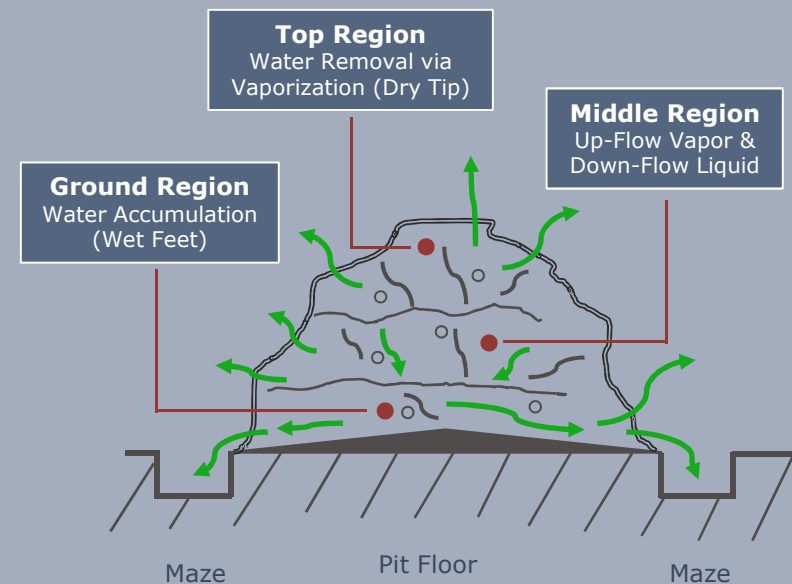 Top Region
Water Removal via
Vaporization (Dry Tip)
Middle Region
Up-Flow Vapor &
Down-Flow Liquid
Ground Region
Water Accumulation
(Wet Feet)
Maze
Pit Floor
Maze